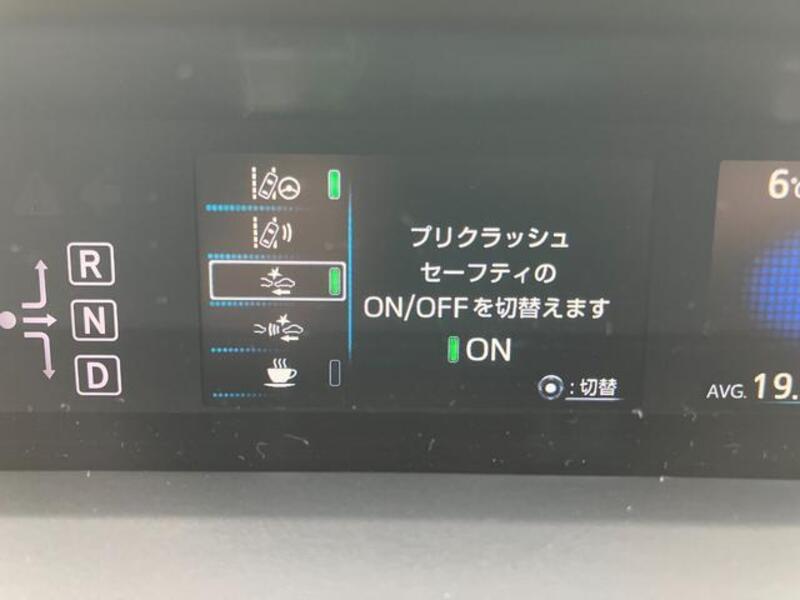 R
N
D
プリクラッシュ
セーフティの
ON/OFFを切替えます
ON
:切替
6℃
AVG. 19.